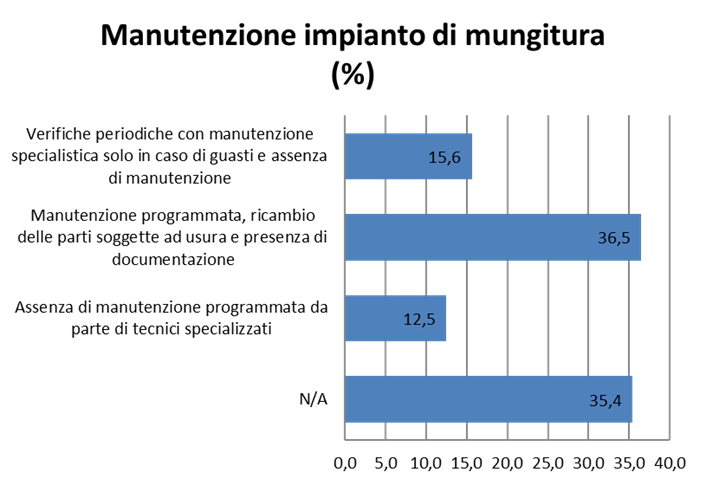 Manutenzione impianto di mungitura
(%)
Verifiche periodiche con manutenzione
specialistica solo in caso di guasti e assenza
di manutenzione
15,6
Manutenzione programmata, ricambio
delle parti soggette ad usura e presenza di
documentazione
36,5
Assenza di manutenzione programmata da
parte di tecnici specializzati
12,5
N/A
35,4
0,0 5,0 10,0 15,0 20,0 25,0 30,0 35,0 40,0